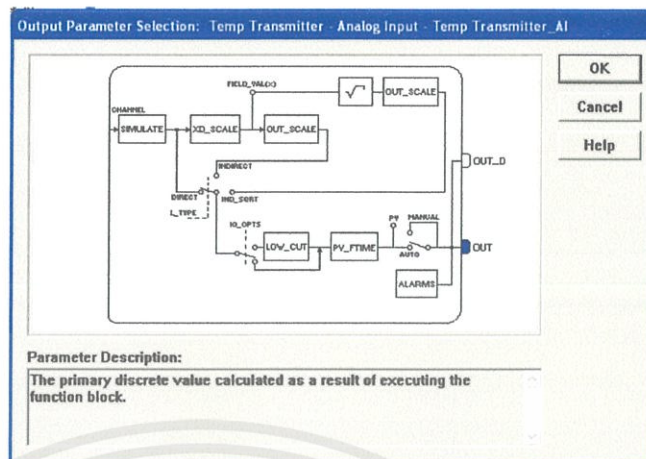 Output Parameter Selection: Temp Transmitter - Analog Input - Temp Transmitter_AI
OK
Cancel
Help
FIELD_VAL(%)
√
OUT_SCALE
CHANNEL
SIMULATE
XD_SCALE
OUT_SCALE
INDIRECT
OUT_D
DIRECT
IND_SQRT
L_TYPE
IO_OPTS
PV
MANUAL
LOW_CUT
PV_FTIME
OUT
AUTO
ALARMS
Parameter Description:
The primary discrete value calculated as a result of executing the
function block.